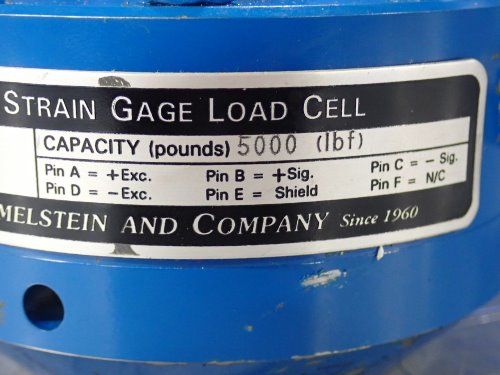 STRAIN GAGE LOAD CELL
CAPACITY (pounds) 5000 (lbf)
Pin A = +Exc. Pin B = +Sig. Pin C = - Sig.
Pin D = -Exc. Pin E = Shield Pin F = N/C
MELSTEIN AND COMPANY Since 1960